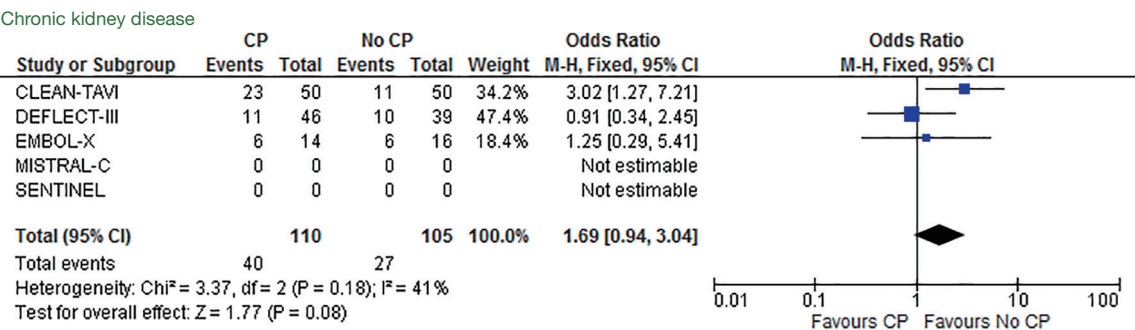 Chronic kidney disease
CP No CP Odds Ratio Odds Ratio
Study or Subgroup Events Total Events Total Weight M-H, Fixed, 95% CI M-H, Fixed, 95% CI
CLEAN-TAVI 23 50 11 50 34.2% 3.02 [1.27, 7.21]
DEFLECT-III 11 46 10 39 47.4% 0.91 [0.34, 2.45]
EMBOL-X 6 14 6 16 18.4% 1.25 [0.29, 5.41]
MISTRAL-C 0 0 0 0 Not estimable
SENTINEL 0 0 0 0 Not estimable
Total (95% CI) 110 105 100.0% 1.69 [0.94, 3.04]
Total events 40 27
Heterogeneity: Chi² = 3.37, df = 2 (P = 0.18); I² = 41%
Test for overall effect: Z = 1.77 (P = 0.08)
0.01 0.1 1 10 100
Favours CP Favours No CP